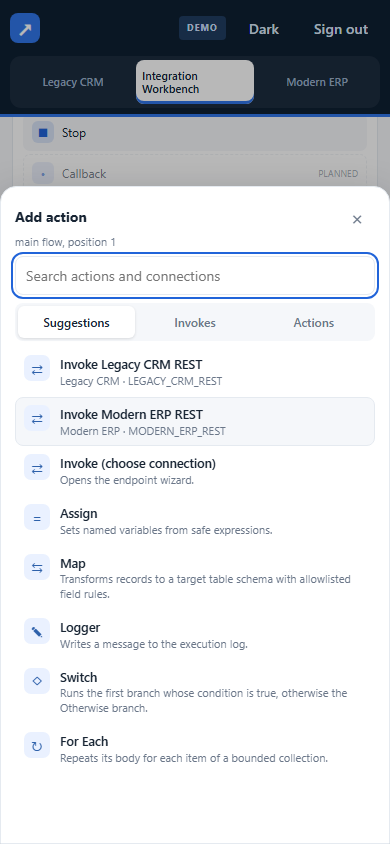 DEMO
Dark
Sign out
Legacy CRM
Integration
Workbench
Modern ERP
Stop
Callback
PLANNED
Add action
main flow, position 1
Search actions and connections
Suggestions
Invokes
Actions
Invoke Legacy CRM REST
Legacy CRM · LEGACY_CRM_REST
Invoke Modern ERP REST
Modern ERP · MODERN_ERP_REST
Invoke (choose connection)
Opens the endpoint wizard.
Assign
Sets named variables from safe expressions.
Map
Transforms records to a target table schema with allowlisted
field rules.
Logger
Writes a message to the execution log.
Switch
Runs the first branch whose condition is true, otherwise the
Otherwise branch.
For Each
Repeats its body for each item of a bounded collection.